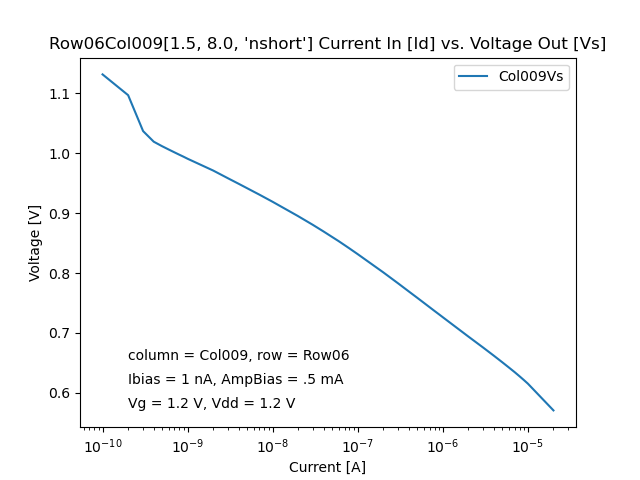 Row06Col009[1.5, 8.0, 'nshort'] Current In [Id] vs. Voltage Out [Vs]
Col009Vs
1.1
1.0
0.9
0.8
0.7
0.6
Voltage [V]
column = Col009, row = Row06
Ibias = 1 nA, AmpBias = .5 mA
Vg = 1.2 V, Vdd = 1.2 V
10⁻¹⁰ 10⁻⁹ 10⁻⁸ 10⁻⁷ 10⁻⁶ 10⁻⁵
Current [A]